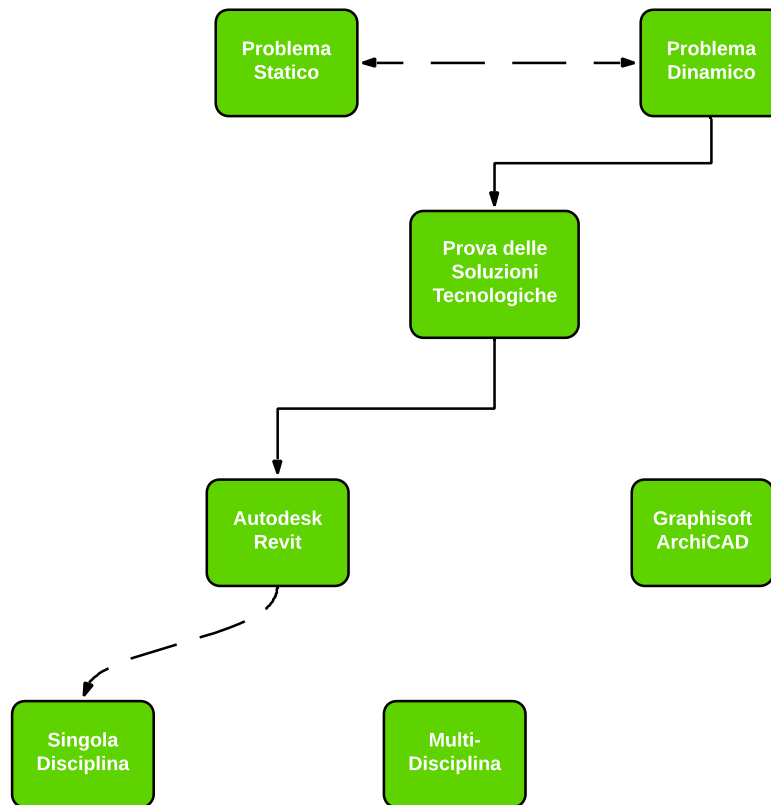 Problema
Statico
Problema
Dinamico
Prova delle
Soluzioni
Tecnologiche
Autodesk
Revit
Graphisoft
ArchiCAD
Singola
Disciplina
Multi-
Disciplina